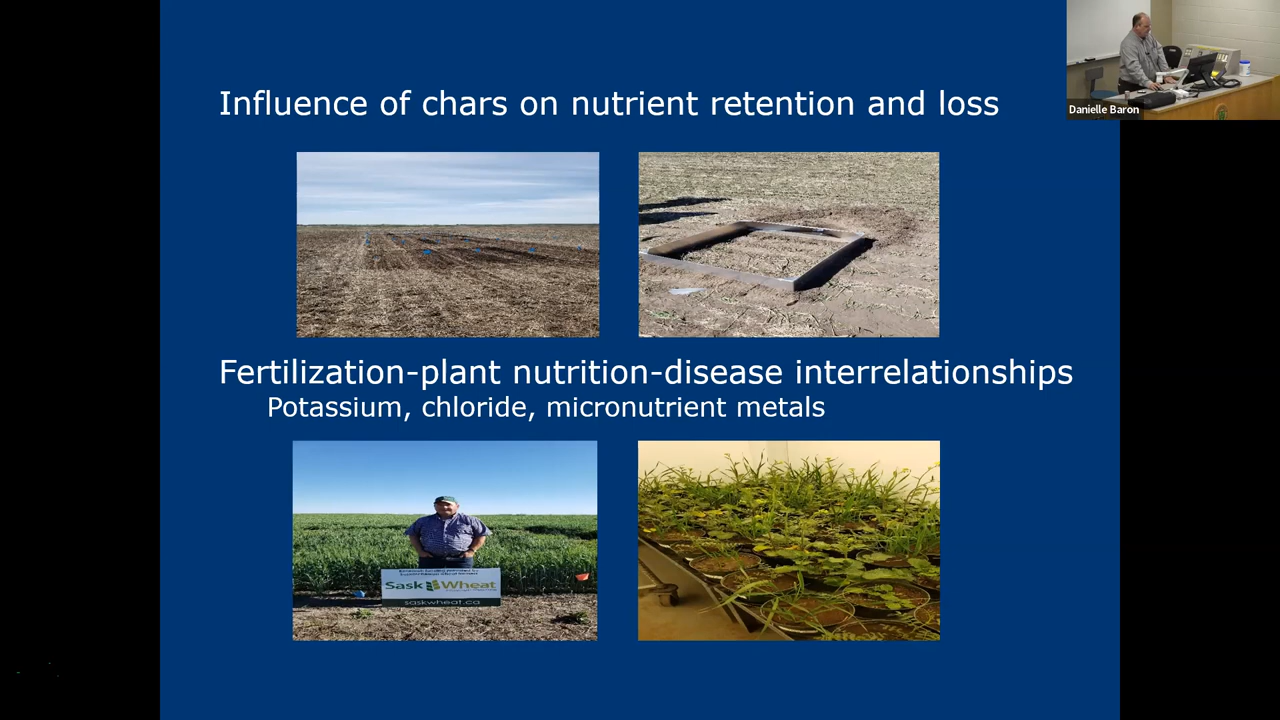 Influence of chars on nutrient retention and loss
Danielle Baron
Fertilization-plant nutrition-disease interrelationships
Potassium, chloride, micronutrient metals
Sask Wheat
saskwheat.ca